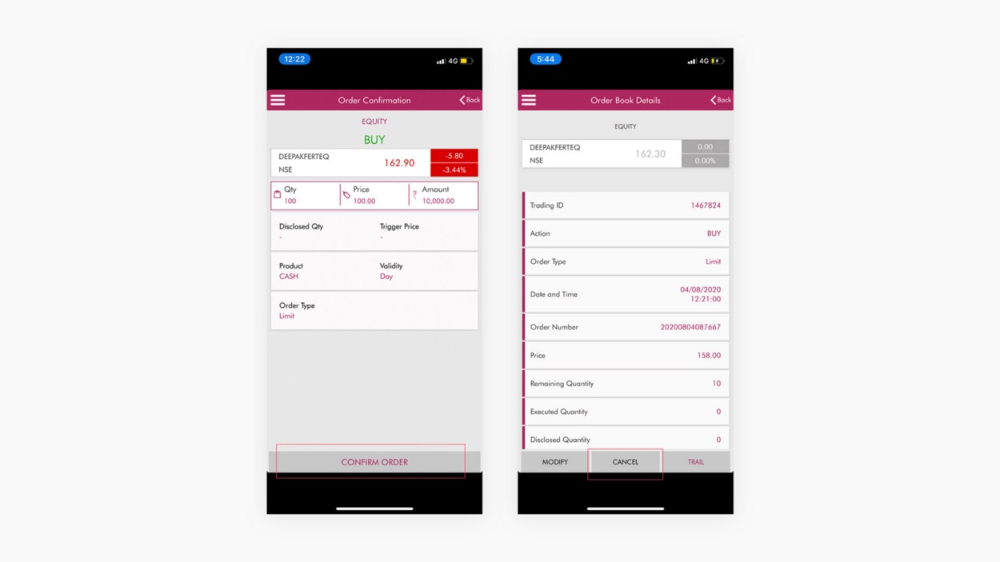 12:22
4G
Order Confirmation
Back
EQUITY
BUY
DEEPAKFERTEQ
NSE
162.90
-5.80
-3.44%
Qty
100
Price
100.00
₹
Amount
10,000.00
Disclosed Qty
-
Trigger Price
-
Product
CASH
Validity
Day
Order Type
Limit
CONFIRM ORDER
5:44
4G
Order Book Details
Back
EQUITY
DEEPAKFERTEQ
NSE
162.30
0.00
0.00%
Trading ID 1467824
Action BUY
Order Type Limit
Date and Time 04/08/2020
12:21:00
Order Number 20200804087667
Price 158.00
Remaining Quantity 10
Executed Quantity 0
Disclosed Quantity 0
MODIFY CANCEL TRAIL